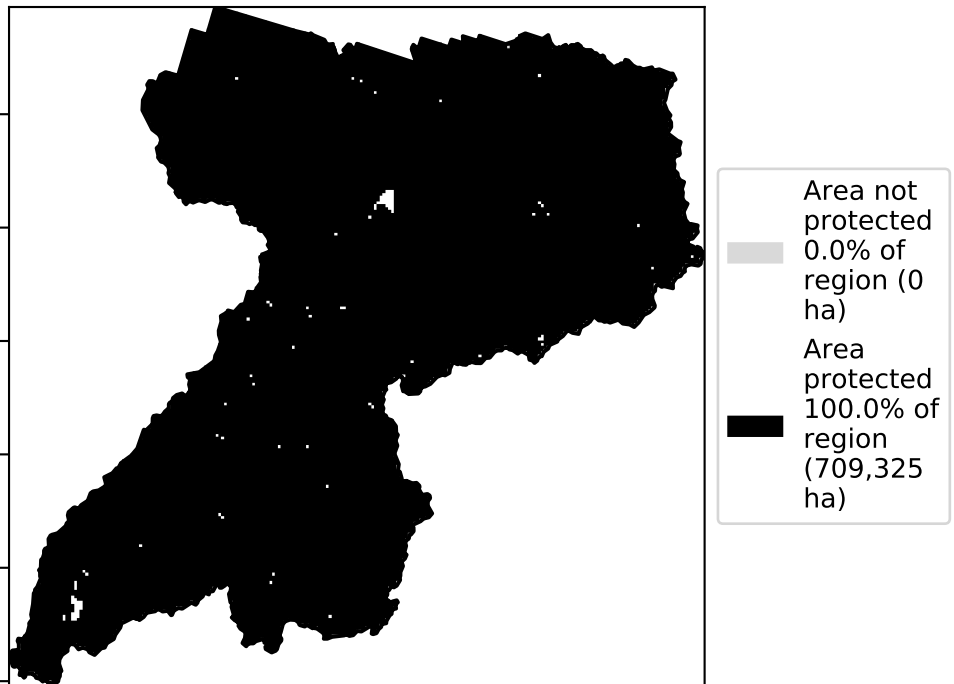 Area not
protected
0.0% of
region (0
ha)
Area
protected
100.0% of
region
(709,325
ha)